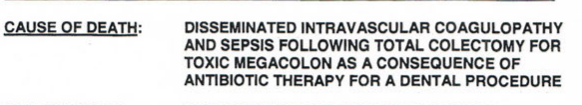 CAUSE OF DEATH: DISSEMINATED INTRAVASCULAR COAGULOPATHY
AND SEPSIS FOLLOWING TOTAL COLECTOMY FOR
TOXIC MEGACOLON AS A CONSEQUENCE OF
ANTIBIOTIC THERAPY FOR A DENTAL PROCEDURE